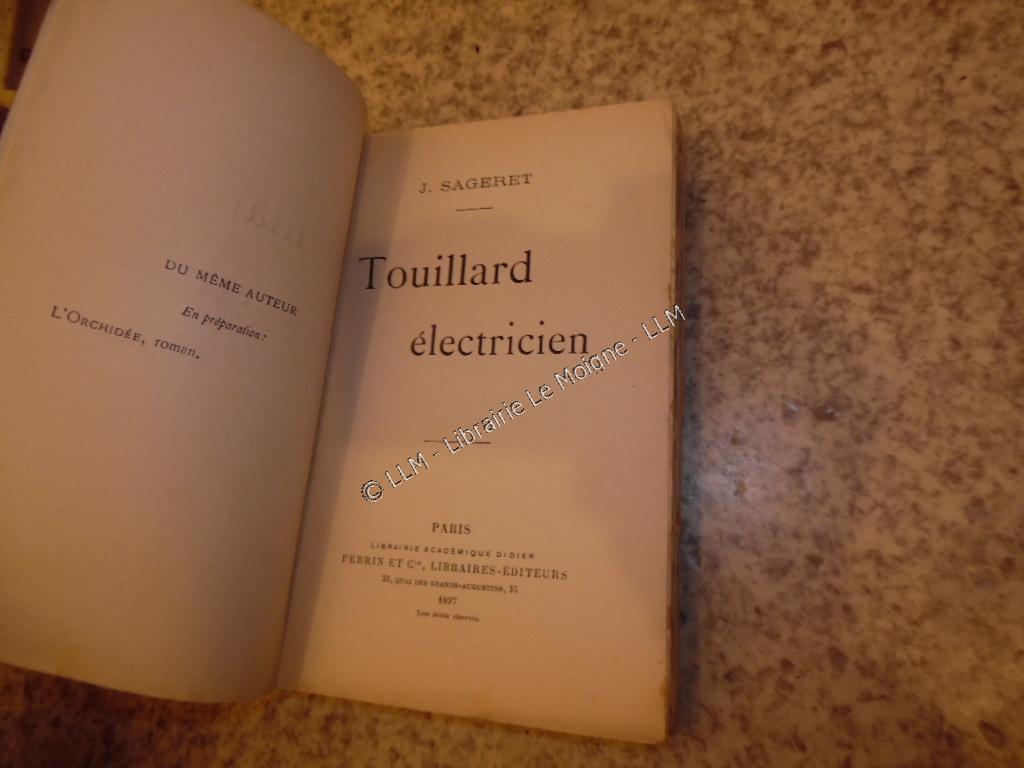 DU MÊME AUTEUR
En préparation:
L'ORCHIDÉE, roman.
J. SAGERET
Touillard
électricien
PARIS
LIBRAIRIE ACADÉMIQUE DIDIER
PERRIN ET Cie, LIBRAIRES-ÉDITEURS
35, QUAI DES GRANDS-AUGUSTINS, 35
1897
Tous droits réservés.
© LLM - Librairie Le Moigne - LLM